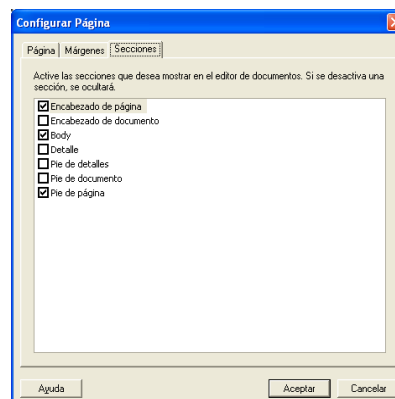 Configurar Página
Página Márgenes Secciones
Active las secciones que desea mostrar en el editor de documentos. Si se desactiva una
sección, se ocultará.
Encabezado de página
Encabezado de documento
Body
Detalle
Pie de detalles
Pie de documento
Pie de página
Ayuda Aceptar Cancelar